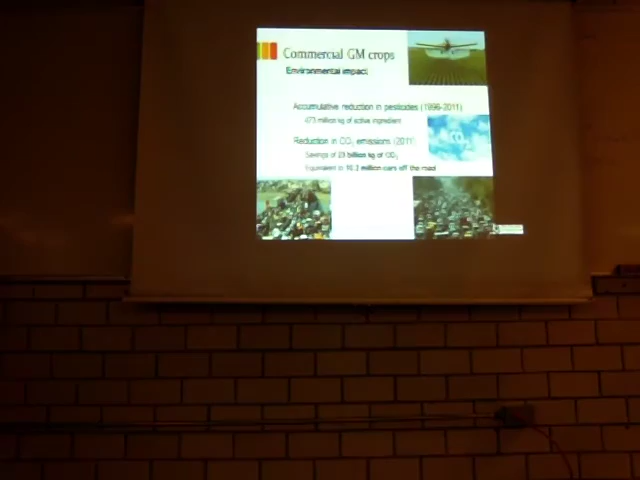 Commercial GM crops
Environmental impact
Accumulative reduction in pesticides (1996-2011)
473 million kg of active ingredient
CO2
Reduction in CO2 emissions (2011)
Savings of 23 billion kg of CO2
Equivalent to 10.2 million cars off the road